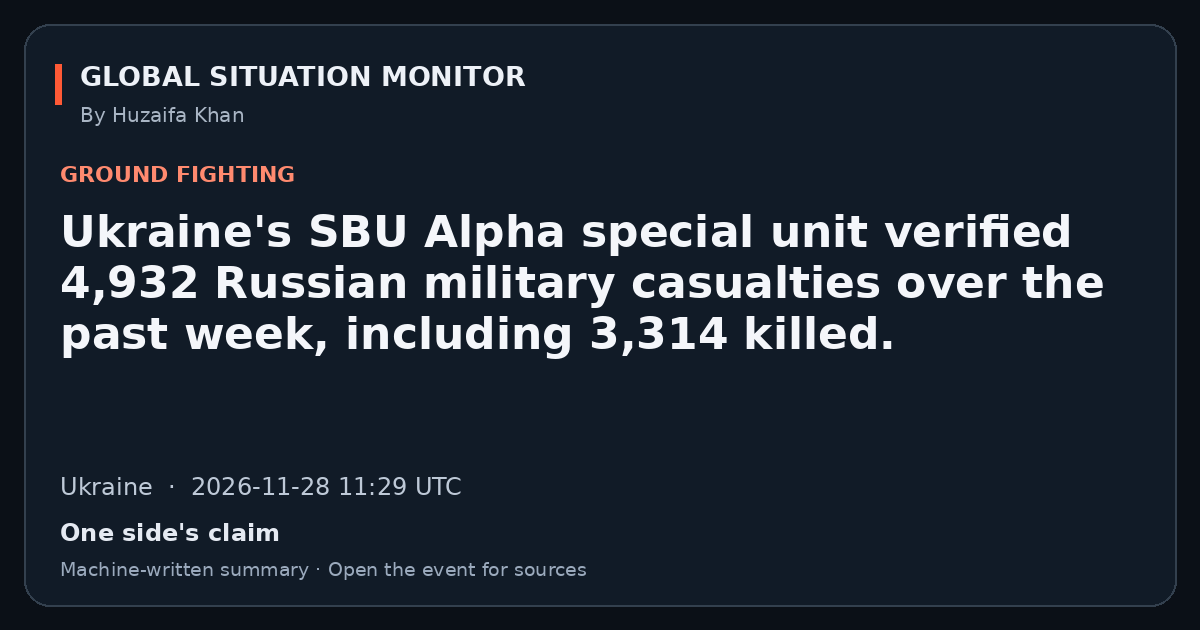 GLOBAL SITUATION MONITOR
By Huzaifa Khan
GROUND FIGHTING
Ukraine's SBU Alpha special unit verified
4,932 Russian military casualties over the
past week, including 3,314 killed.
Ukraine · 2026-11-28 11:29 UTC
One side's claim
Machine-written summary · Open the event for sources